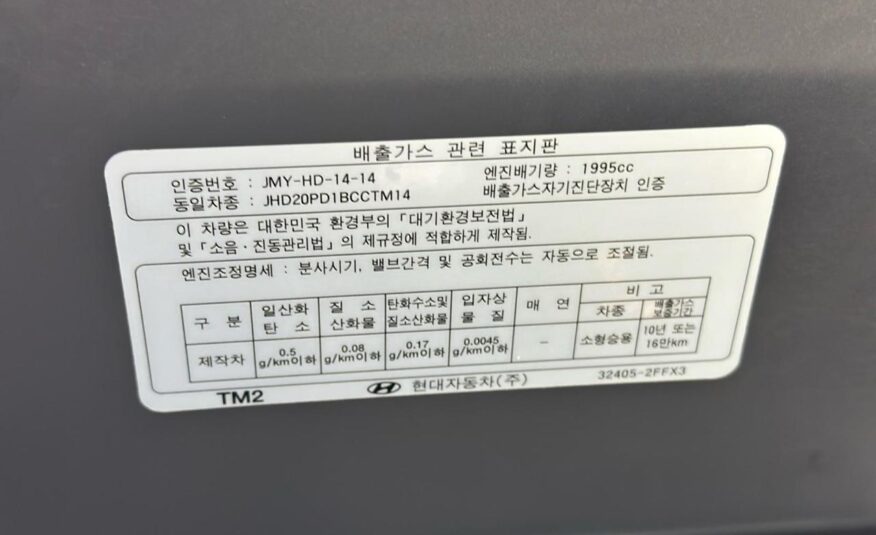 배출가스 관련 표지판
인증번호 : JMY-HD-14-14 엔진배기량 : 1995cc
동일차종 : JHD20PD1BCCTM14 배출가스자기진단장치 인증
이 차량은 대한민국 환경부의 「대기환경보전법」
및 「소음·진동관리법」의 제규정에 적합하게 제작됨.
엔진조정명세 : 분사시기, 밸브간격 및 공회전수는 자동으로 조절됨.
구 분 일산화 탄 소 질 소 산화물 탄화수소및 질소산화물 입자상 물 질 매 연 비 고
차종 배출가스 보증기간
제작차 0.5 g/km이하 0.08 g/km이하 0.17 g/km이하 0.0045 g/km이하 – 소형승용 10년 또는 16만km
TM2 현대자동차(주) 32405-2FFX3